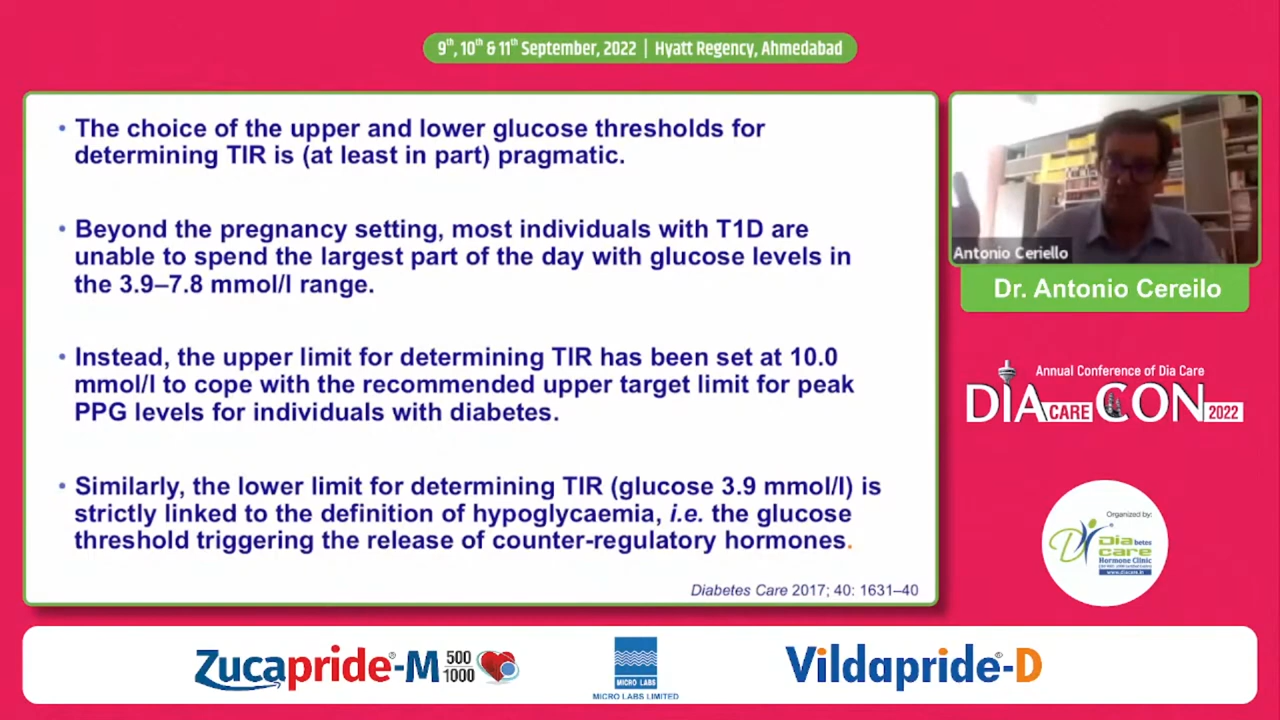 9th, 10th & 11th September, 2022 | Hyatt Regency, Ahmedabad
• The choice of the upper and lower glucose thresholds for
determining TIR is (at least in part) pragmatic.
• Beyond the pregnancy setting, most individuals with T1D are
unable to spend the largest part of the day with glucose levels in
the 3.9–7.8 mmol/l range.
• Instead, the upper limit for determining TIR has been set at 10.0
mmol/l to cope with the recommended upper target limit for peak
PPG levels for individuals with diabetes.
• Similarly, the lower limit for determining TIR (glucose 3.9 mmol/l) is
strictly linked to the definition of hypoglycaemia, i.e. the glucose
threshold triggering the release of counter-regulatory hormones.
Diabetes Care 2017; 40: 1631–40
Antonio Ceriello
Dr. Antonio Cereilo
Annual Conference of Dia Care
DIA CARE CON 2022
Organized by:
Diabetes
care
Hormone Clinic
www.diacare.in
Zucapride®-M 500
1000
MICRO LABS
MICRO LABS LIMITED
Vildapride®-D